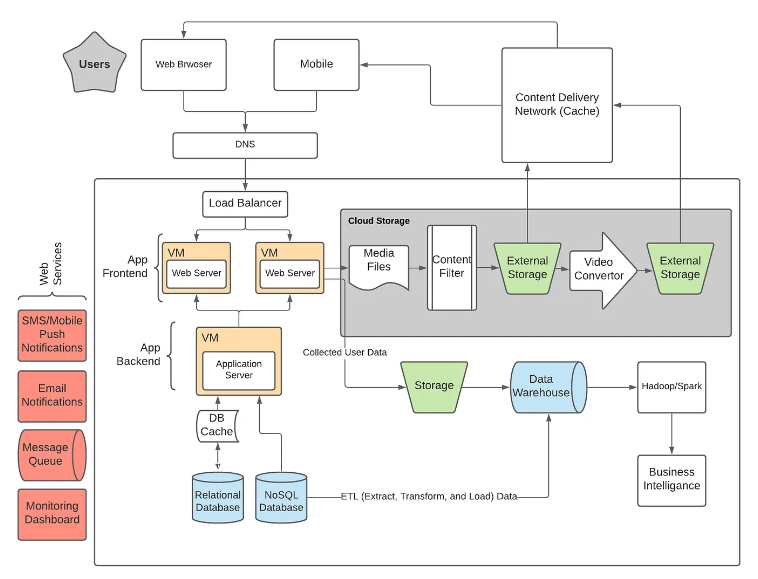 Users
Web Brwoser
Mobile
Content Delivery
Network (Cache)
DNS
Load Balancer
Cloud Storage
App
Frontend
VM
Web Server
VM
Web Server
Media
Files
Content
Filter
External
Storage
Video
Convertor
External
Storage
Web
Services
SMS/Mobile
Push
Notifications
App
Backend
VM
Application
Server
Collected User Data
Storage
Data
Warehouse
Hadoop/Spark
Email
Notifications
DB
Cache
Message
Queue
Business
Intelligance
Relational
Database
NoSQL
Database
ETL (Extract, Transform, and Load) Data
Monitoring
Dashboard